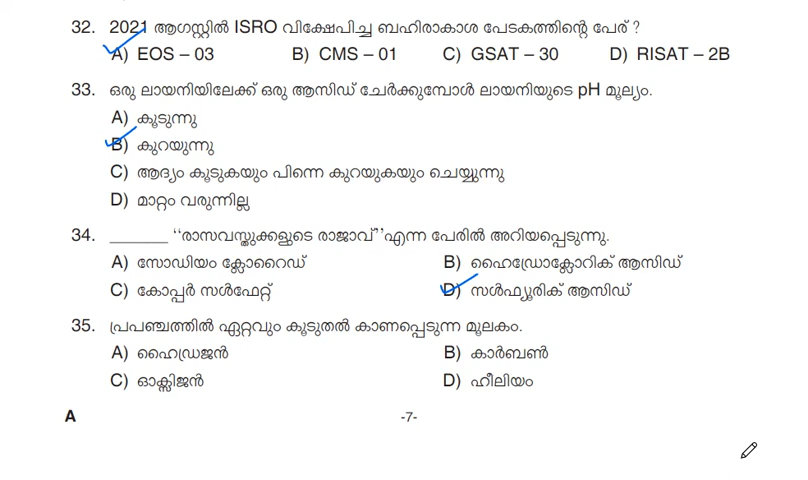 32. 2021 ആഗസ്റ്റിൽ ISRO വിക്ഷേപിച്ച ബഹിരാകാശ പേടകത്തിന്റെ പേര് ?
A) EOS – 03 B) CMS – 01 C) GSAT – 30 D) RISAT – 2B
33. ഒരു ലായനിയിലേക്ക് ഒരു ആസിഡ് ചേർക്കുമ്പോൾ ലായനിയുടെ pH മൂല്യം.
A) കൂടുന്നു
B) കുറയുന്നു
C) ആദ്യം കൂടുകയും പിന്നെ കുറയുകയും ചെയ്യുന്നു
D) മാറ്റം വരുന്നില്ല
34. ______ ‘‘രാസവസ്തുക്കളുടെ രാജാവ്’’എന്ന പേരിൽ അറിയപ്പെടുന്നു.
A) സോഡിയം ക്ലോറൈഡ് B) ഹൈഡ്രോക്ലോറിക് ആസിഡ്
C) കോപ്പർ സൾഫേറ്റ് D) സൾഫ്യൂരിക് ആസിഡ്
35. പ്രപഞ്ചത്തിൽ ഏറ്റവും കൂടുതൽ കാണപ്പെടുന്ന മൂലകം.
A) ഹൈഡ്രജൻ B) കാർബൺ
C) ഓക്സിജൻ D) ഹീലിയം
A -7-